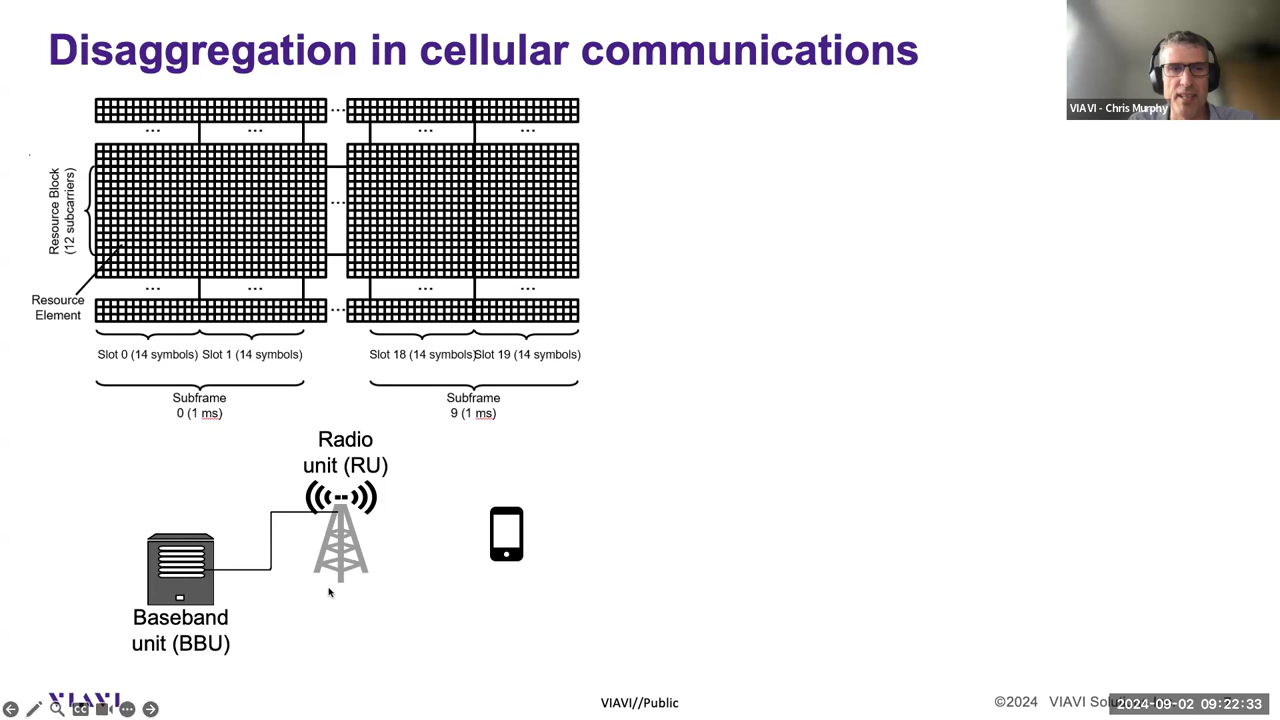 Disaggregation in cellular communications
VIAVI - Chris Murphy
...
... ... ... ...
Resource Block
(12 subcarriers)
...
Resource
Element
... ... ... ...
...
Slot 0 (14 symbols) Slot 1 (14 symbols) Slot 18 (14 symbols) Slot 19 (14 symbols)
Subframe
0 (1 ms)
Subframe
9 (1 ms)
Radio
unit (RU)
Baseband
unit (BBU)
VIAVI
CC
VIAVI//Public
©2024 VIAVI
2024-09-02 09:22:33